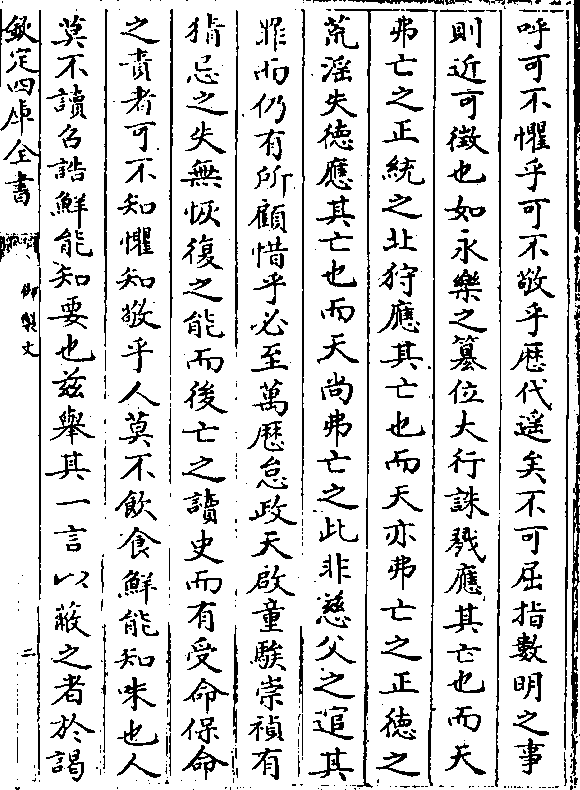 呼可不懼乎可不敬乎歴代遥矣不可屈指數明之事
則近可徵也如永樂之簒位大行誅戮應其亡也而天
弗亡之正統之北狩應其亡也而天亦弗亡之正徳之
荒淫失徳應其亡也而天尚弗亡之此非慈父之逭其
罪而仍有所顧惜乎必至萬厯怠政天啟童騃崇禎有
猜忌之失無恢復之能而後亡之讀史而有受命保命
之責者可不知懼知敬乎人莫不飲食鮮能知味也人
莫不讀召誥鮮能知要也兹舉其一言以蔽之者於謁
欽定四庫全書
御製文
二